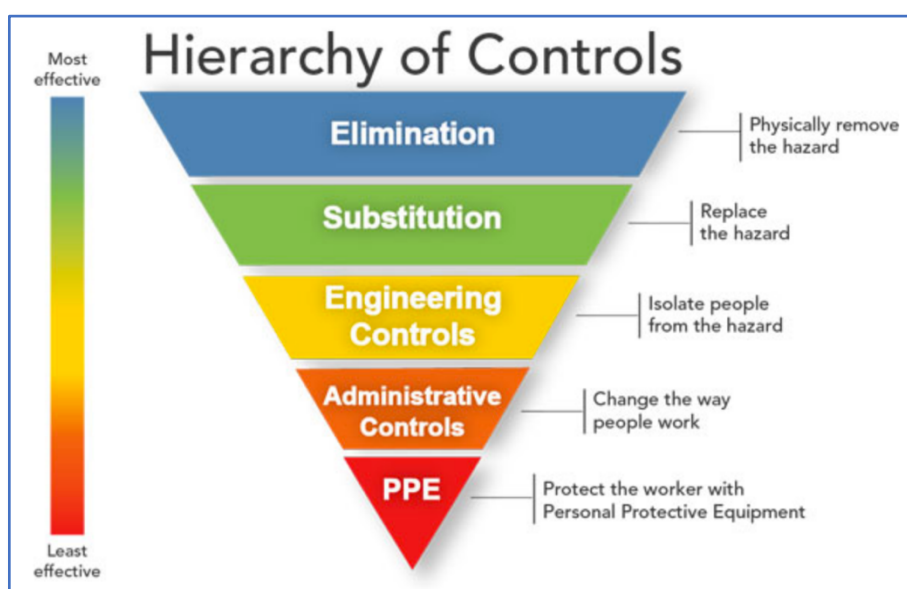 Hierarchy of Controls
Most
effective
Elimination
Physically remove
the hazard
Substitution
Replace
the hazard
Engineering
Controls
Isolate people
from the hazard
Administrative
Controls
Change the way
people work
PPE
Protect the worker with
Personal Protective Equipment
Least
effective